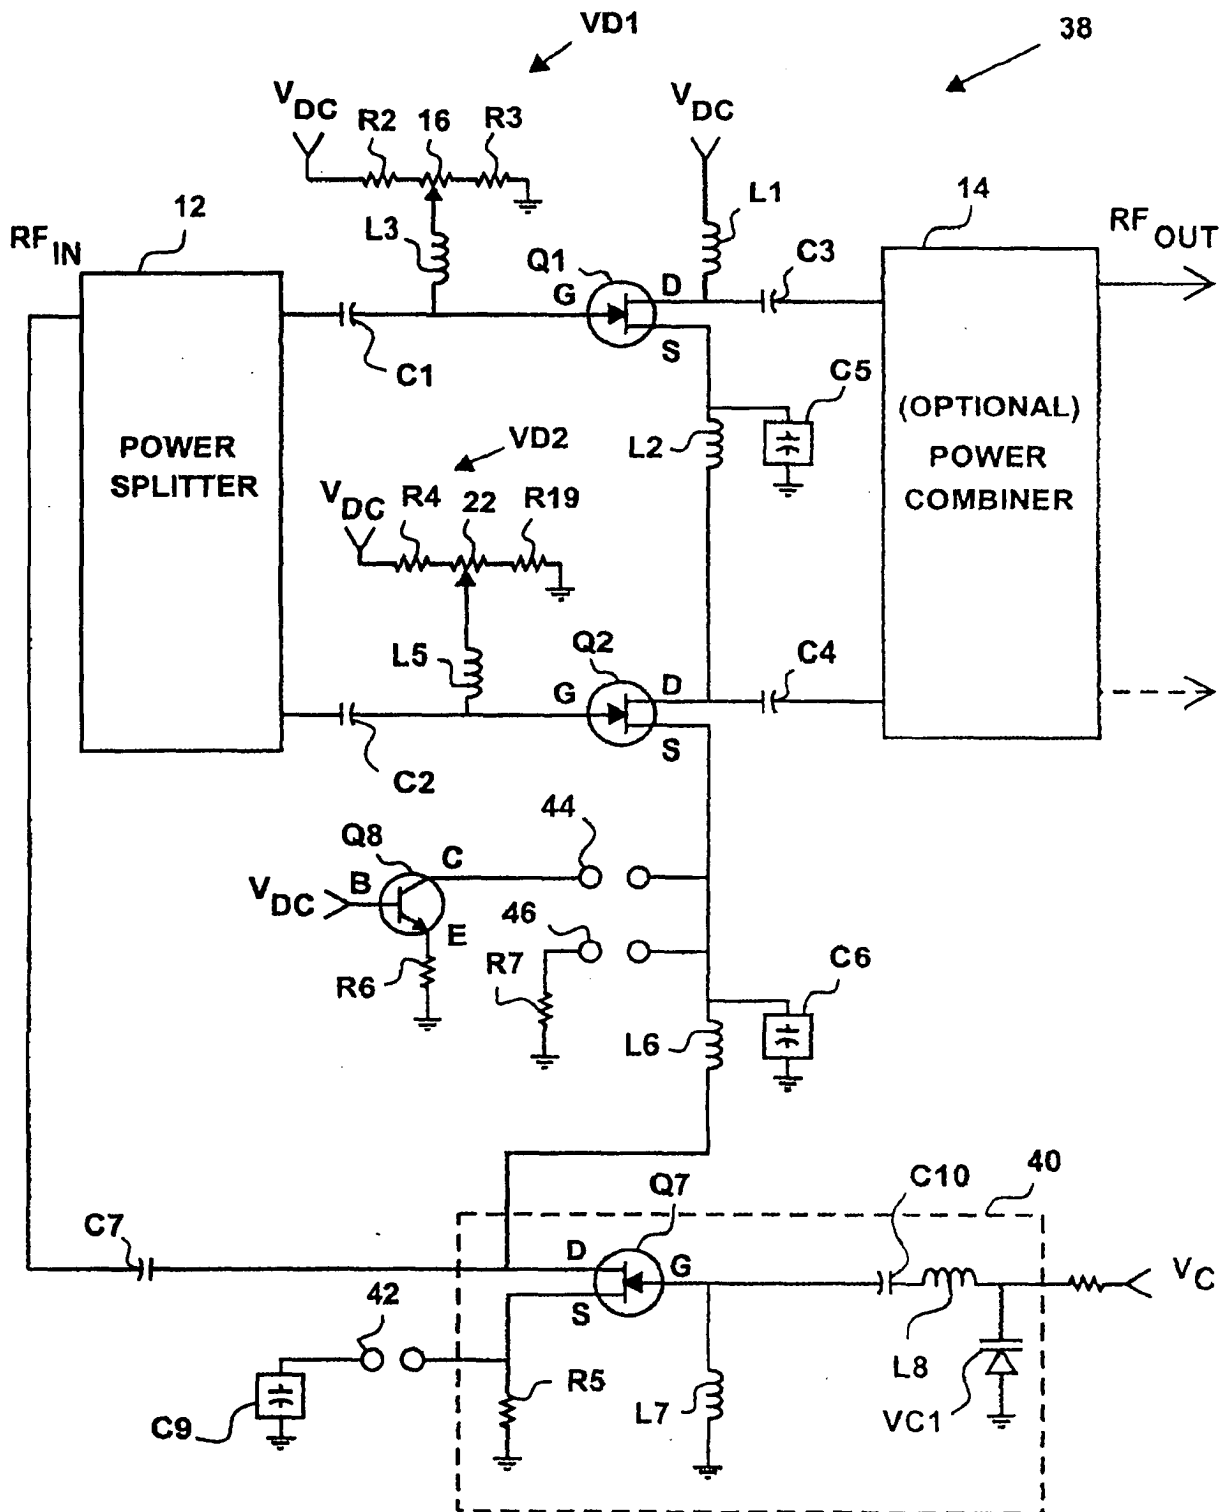 VD1
38
VDC
R2
16
R3
VDC
12
L3
L1
14
RFIN
RFOUT
Q1
C3
G
D
S
C1
C5
(OPTIONAL)
POWER
COMBINER
POWER
SPLITTER
L2
VD2
VDC
R4
22
R19
L5
Q2
C4
G
D
S
C2
44
Q8
C
B
VDC
E
46
R6
R7
C6
L6
C10
40
Q7
C7
D
G
S
VC
42
R5
L7
L8
C9
VC1